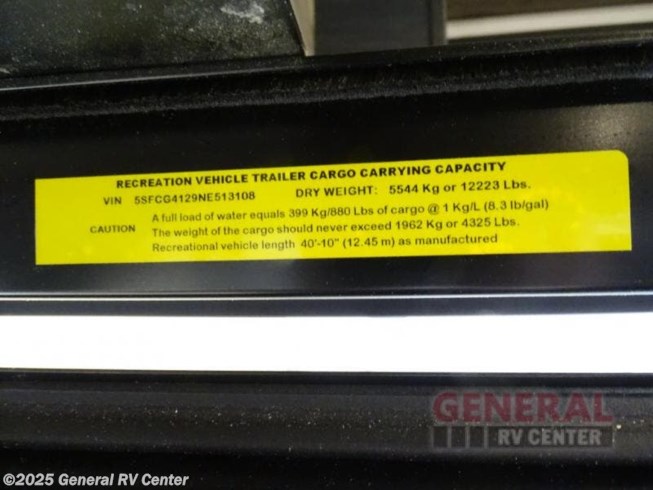 RECREATION VEHICLE TRAILER CARGO CARRYING CAPACITY
VIN 5SFCG4129NE513108 DRY WEIGHT: 5544 Kg or 12223 Lbs.
A full load of water equals 399 Kg/880 Lbs of cargo @ 1 Kg/L (8.3 lb/gal)
CAUTION The weight of the cargo should never exceed 1962 Kg or 4325 Lbs.
Recreational vehicle length 40'-10" (12.45 m) as manufactured
GENERAL
RV CENTER
©2025 General RV Center